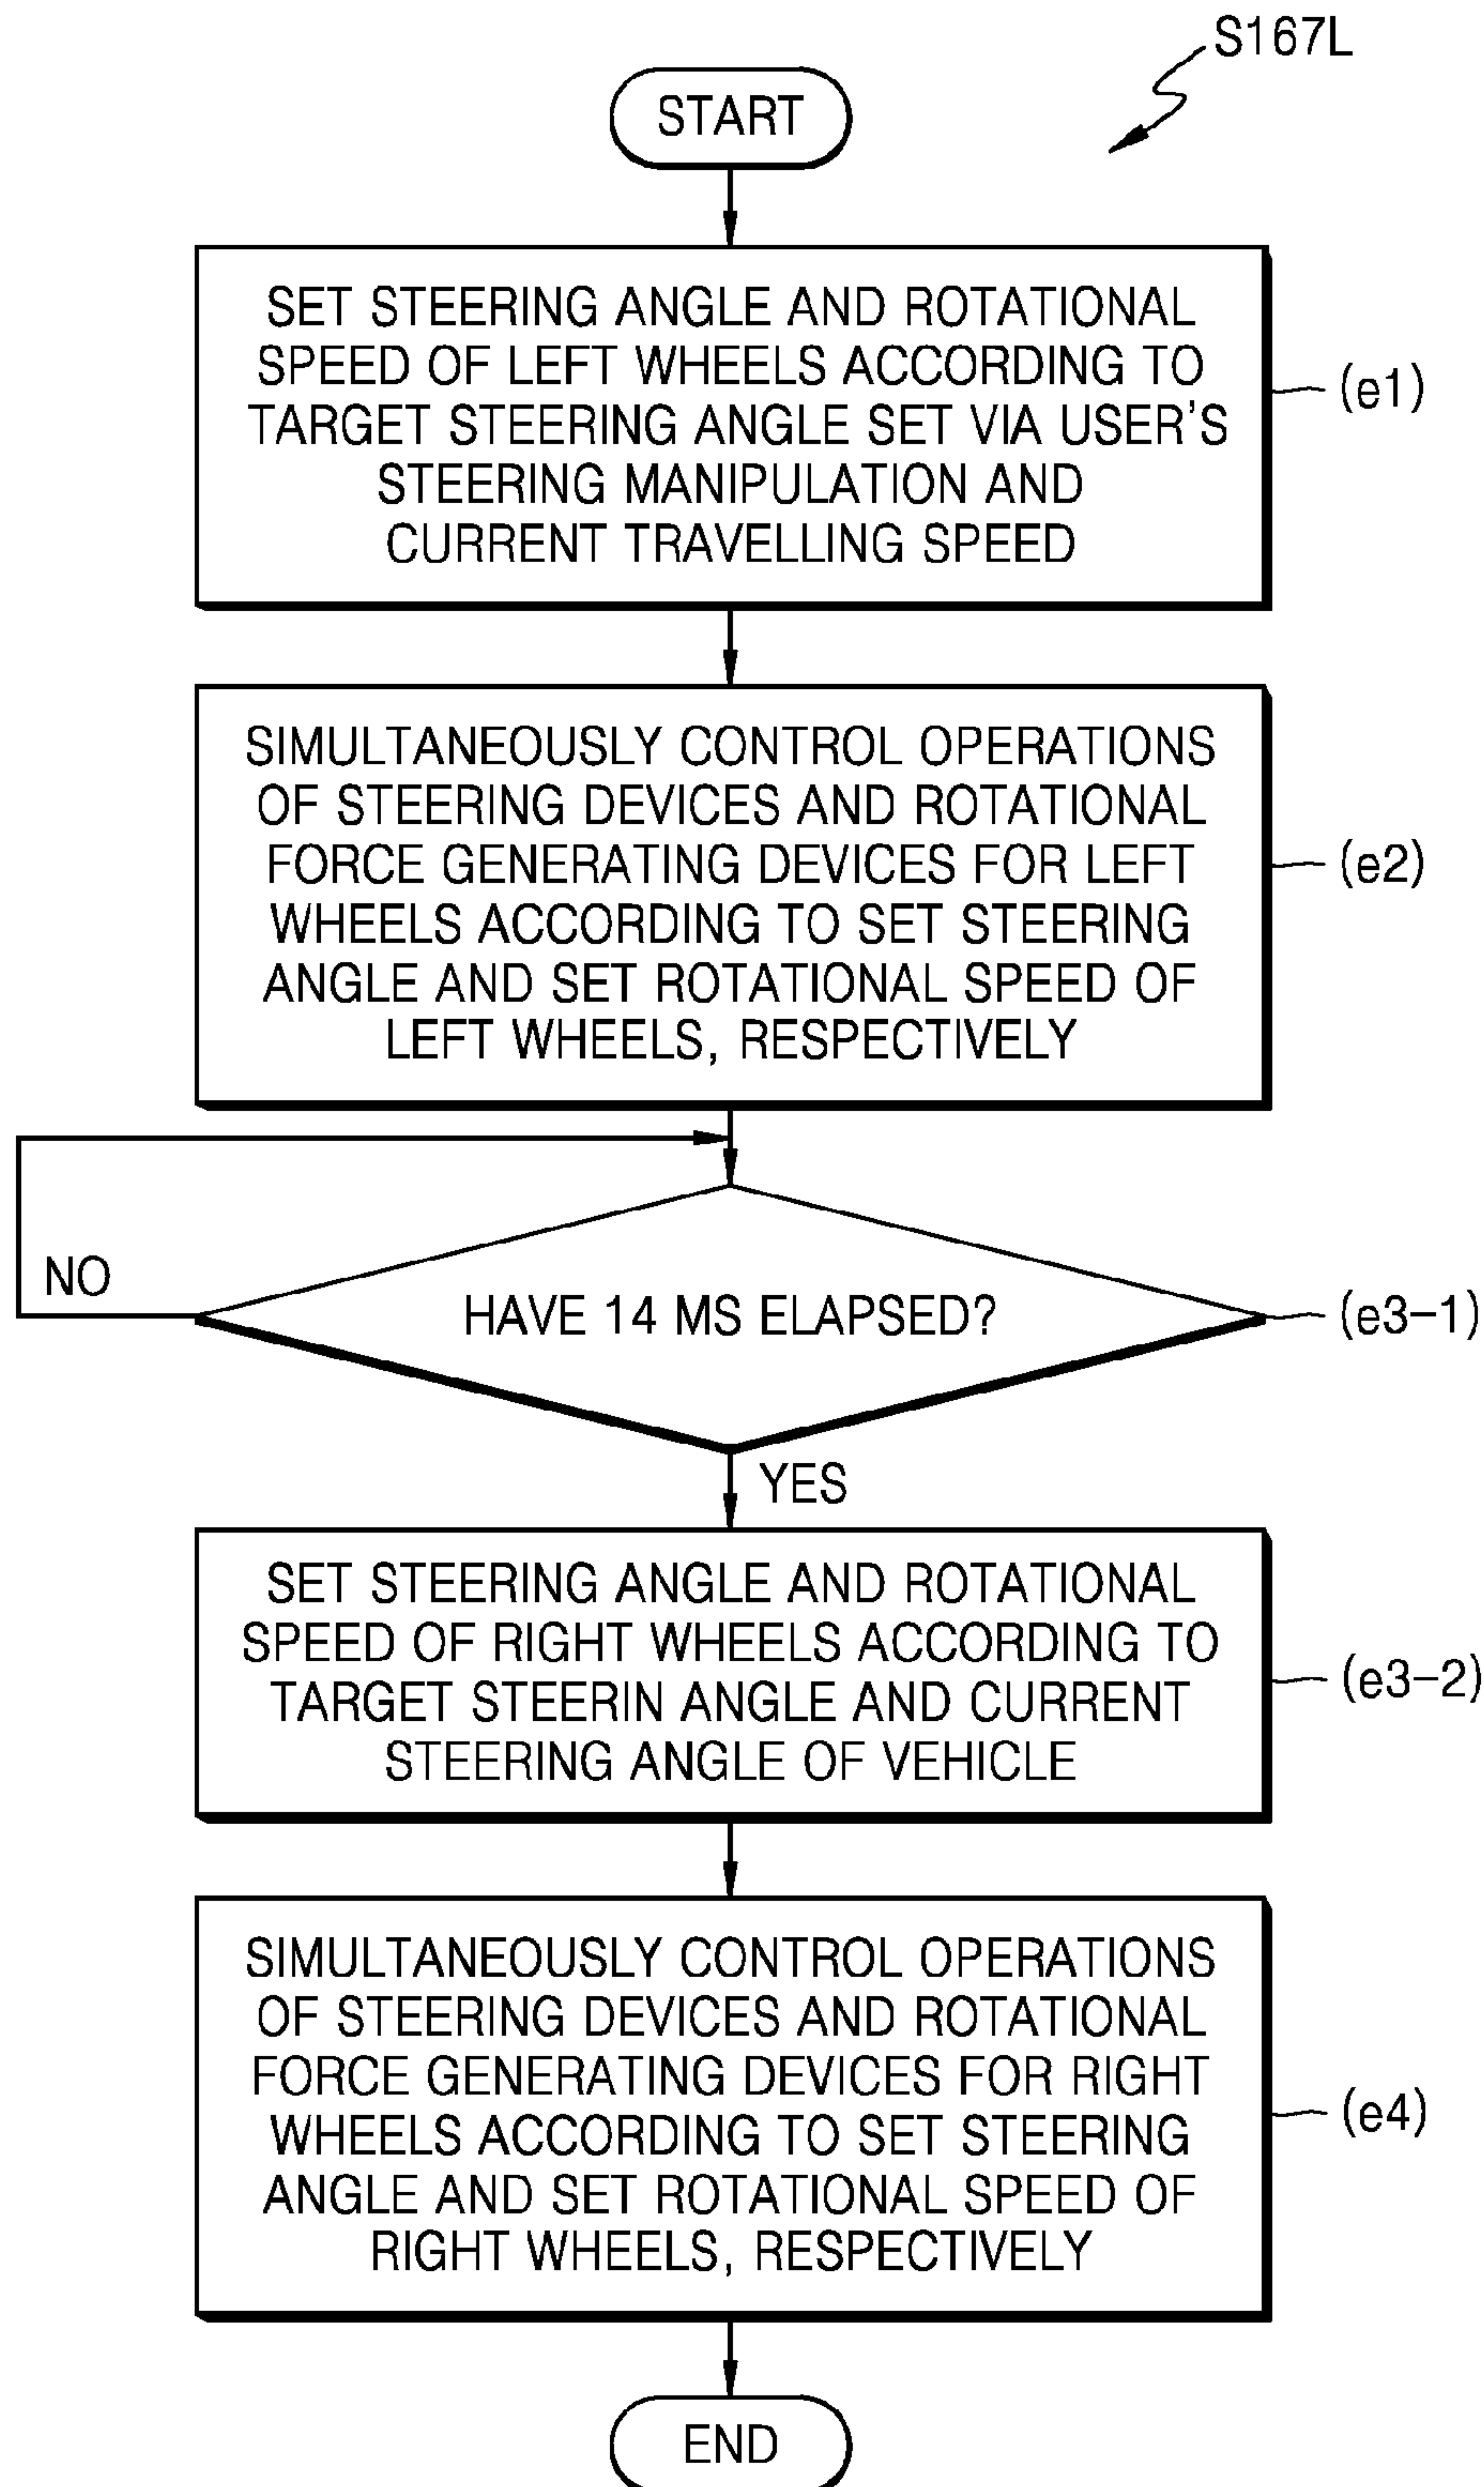 S167L
START
SET STEERING ANGLE AND ROTATIONAL
SPEED OF LEFT WHEELS ACCORDING TO
TARGET STEERING ANGLE SET VIA USER'S
STEERING MANIPULATION AND
CURRENT TRAVELLING SPEED
(e1)
SIMULTANEOUSLY CONTROL OPERATIONS
OF STEERING DEVICES AND ROTATIONAL
FORCE GENERATING DEVICES FOR LEFT
WHEELS ACCORDING TO SET STEERING
ANGLE AND SET ROTATIONAL SPEED OF
LEFT WHEELS, RESPECTIVELY
(e2)
NO
HAVE 14 MS ELAPSED?
(e3-1)
YES
SET STEERING ANGLE AND ROTATIONAL
SPEED OF RIGHT WHEELS ACCORDING TO
TARGET STEERIN ANGLE AND CURRENT
STEERING ANGLE OF VEHICLE
(e3-2)
SIMULTANEOUSLY CONTROL OPERATIONS
OF STEERING DEVICES AND ROTATIONAL
FORCE GENERATING DEVICES FOR RIGHT
WHEELS ACCORDING TO SET STEERING
ANGLE AND SET ROTATIONAL SPEED OF
RIGHT WHEELS, RESPECTIVELY
(e4)
END